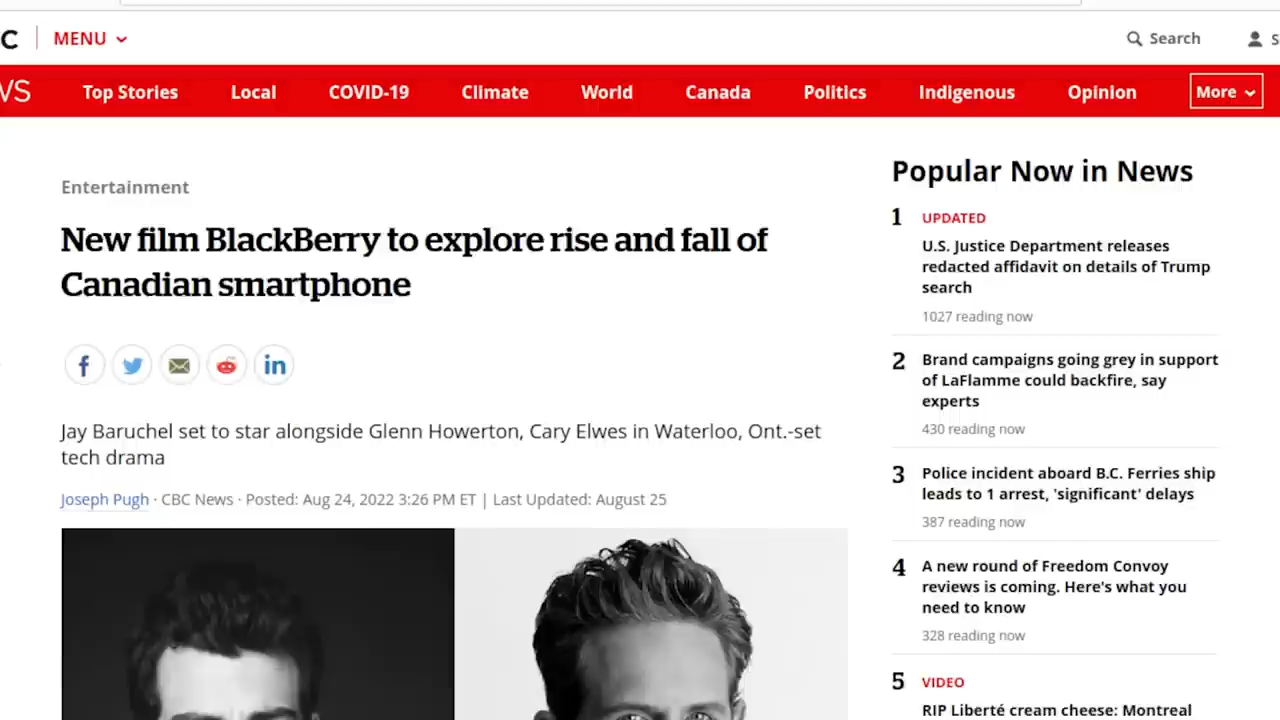 C
MENU
Search
S
WS
Top Stories
Local
COVID-19
Climate
World
Canada
Politics
Indigenous
Opinion
More
Entertainment
New film BlackBerry to explore rise and fall of
Canadian smartphone
Jay Baruchel set to star alongside Glenn Howerton, Cary Elwes in Waterloo, Ont.-set
tech drama
Joseph Pugh · CBC News · Posted: Aug 24, 2022 3:26 PM ET | Last Updated: August 25
Popular Now in News
1 UPDATED
U.S. Justice Department releases
redacted affidavit on details of Trump
search
1027 reading now
2 Brand campaigns going grey in support
of LaFlamme could backfire, say
experts
430 reading now
3 Police incident aboard B.C. Ferries ship
leads to 1 arrest, 'significant' delays
387 reading now
4 A new round of Freedom Convoy
reviews is coming. Here's what you
need to know
328 reading now
5 VIDEO
RIP Liberté cream cheese: Montreal